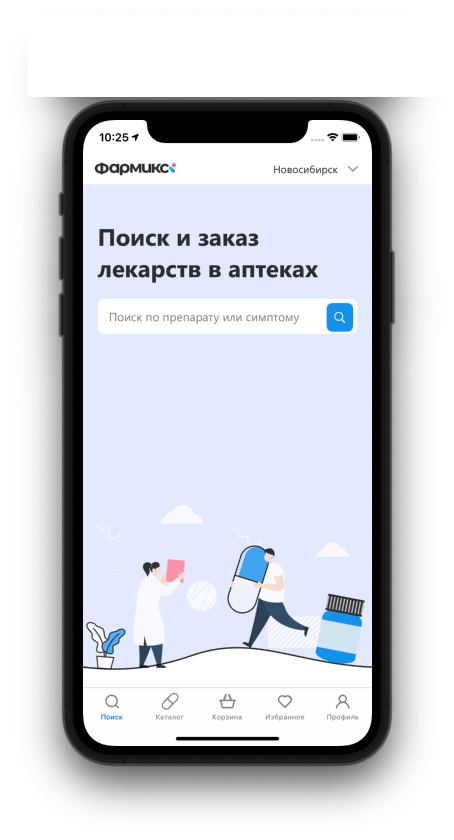 10:25
Фармикс
Новосибирск
Поиск и заказ
лекарств в аптеках
Поиск по препарату или симптому
Поиск
Каталог
Корзина
Избранное
Профиль